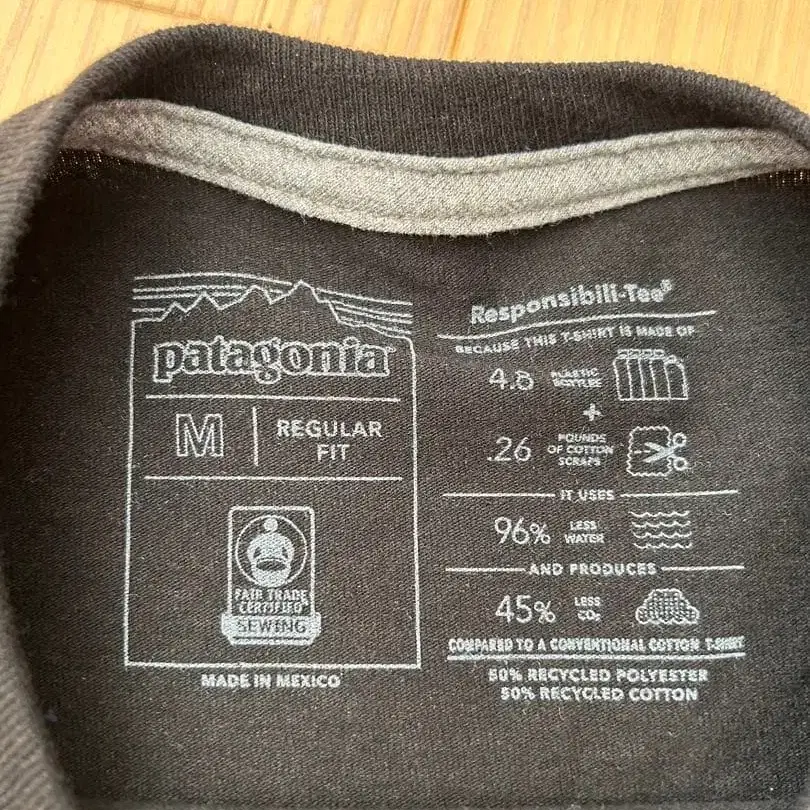 patagonia
M
REGULAR
FIT
FAIR TRADE
CERTIFIED™
SEWING
MADE IN MEXICO
Responsibili-Tee®
BECAUSE THIS T-SHIRT IS MADE OF
4.8 PLASTIC
BOTTLES
+
.26 POUNDS
OF COTTON
SCRAPS
IT USES
96% LESS
WATER
AND PRODUCES
45% LESS
CO₂
COMPARED TO A CONVENTIONAL COTTON T-SHIRT
50% RECYCLED POLYESTER
50% RECYCLED COTTON